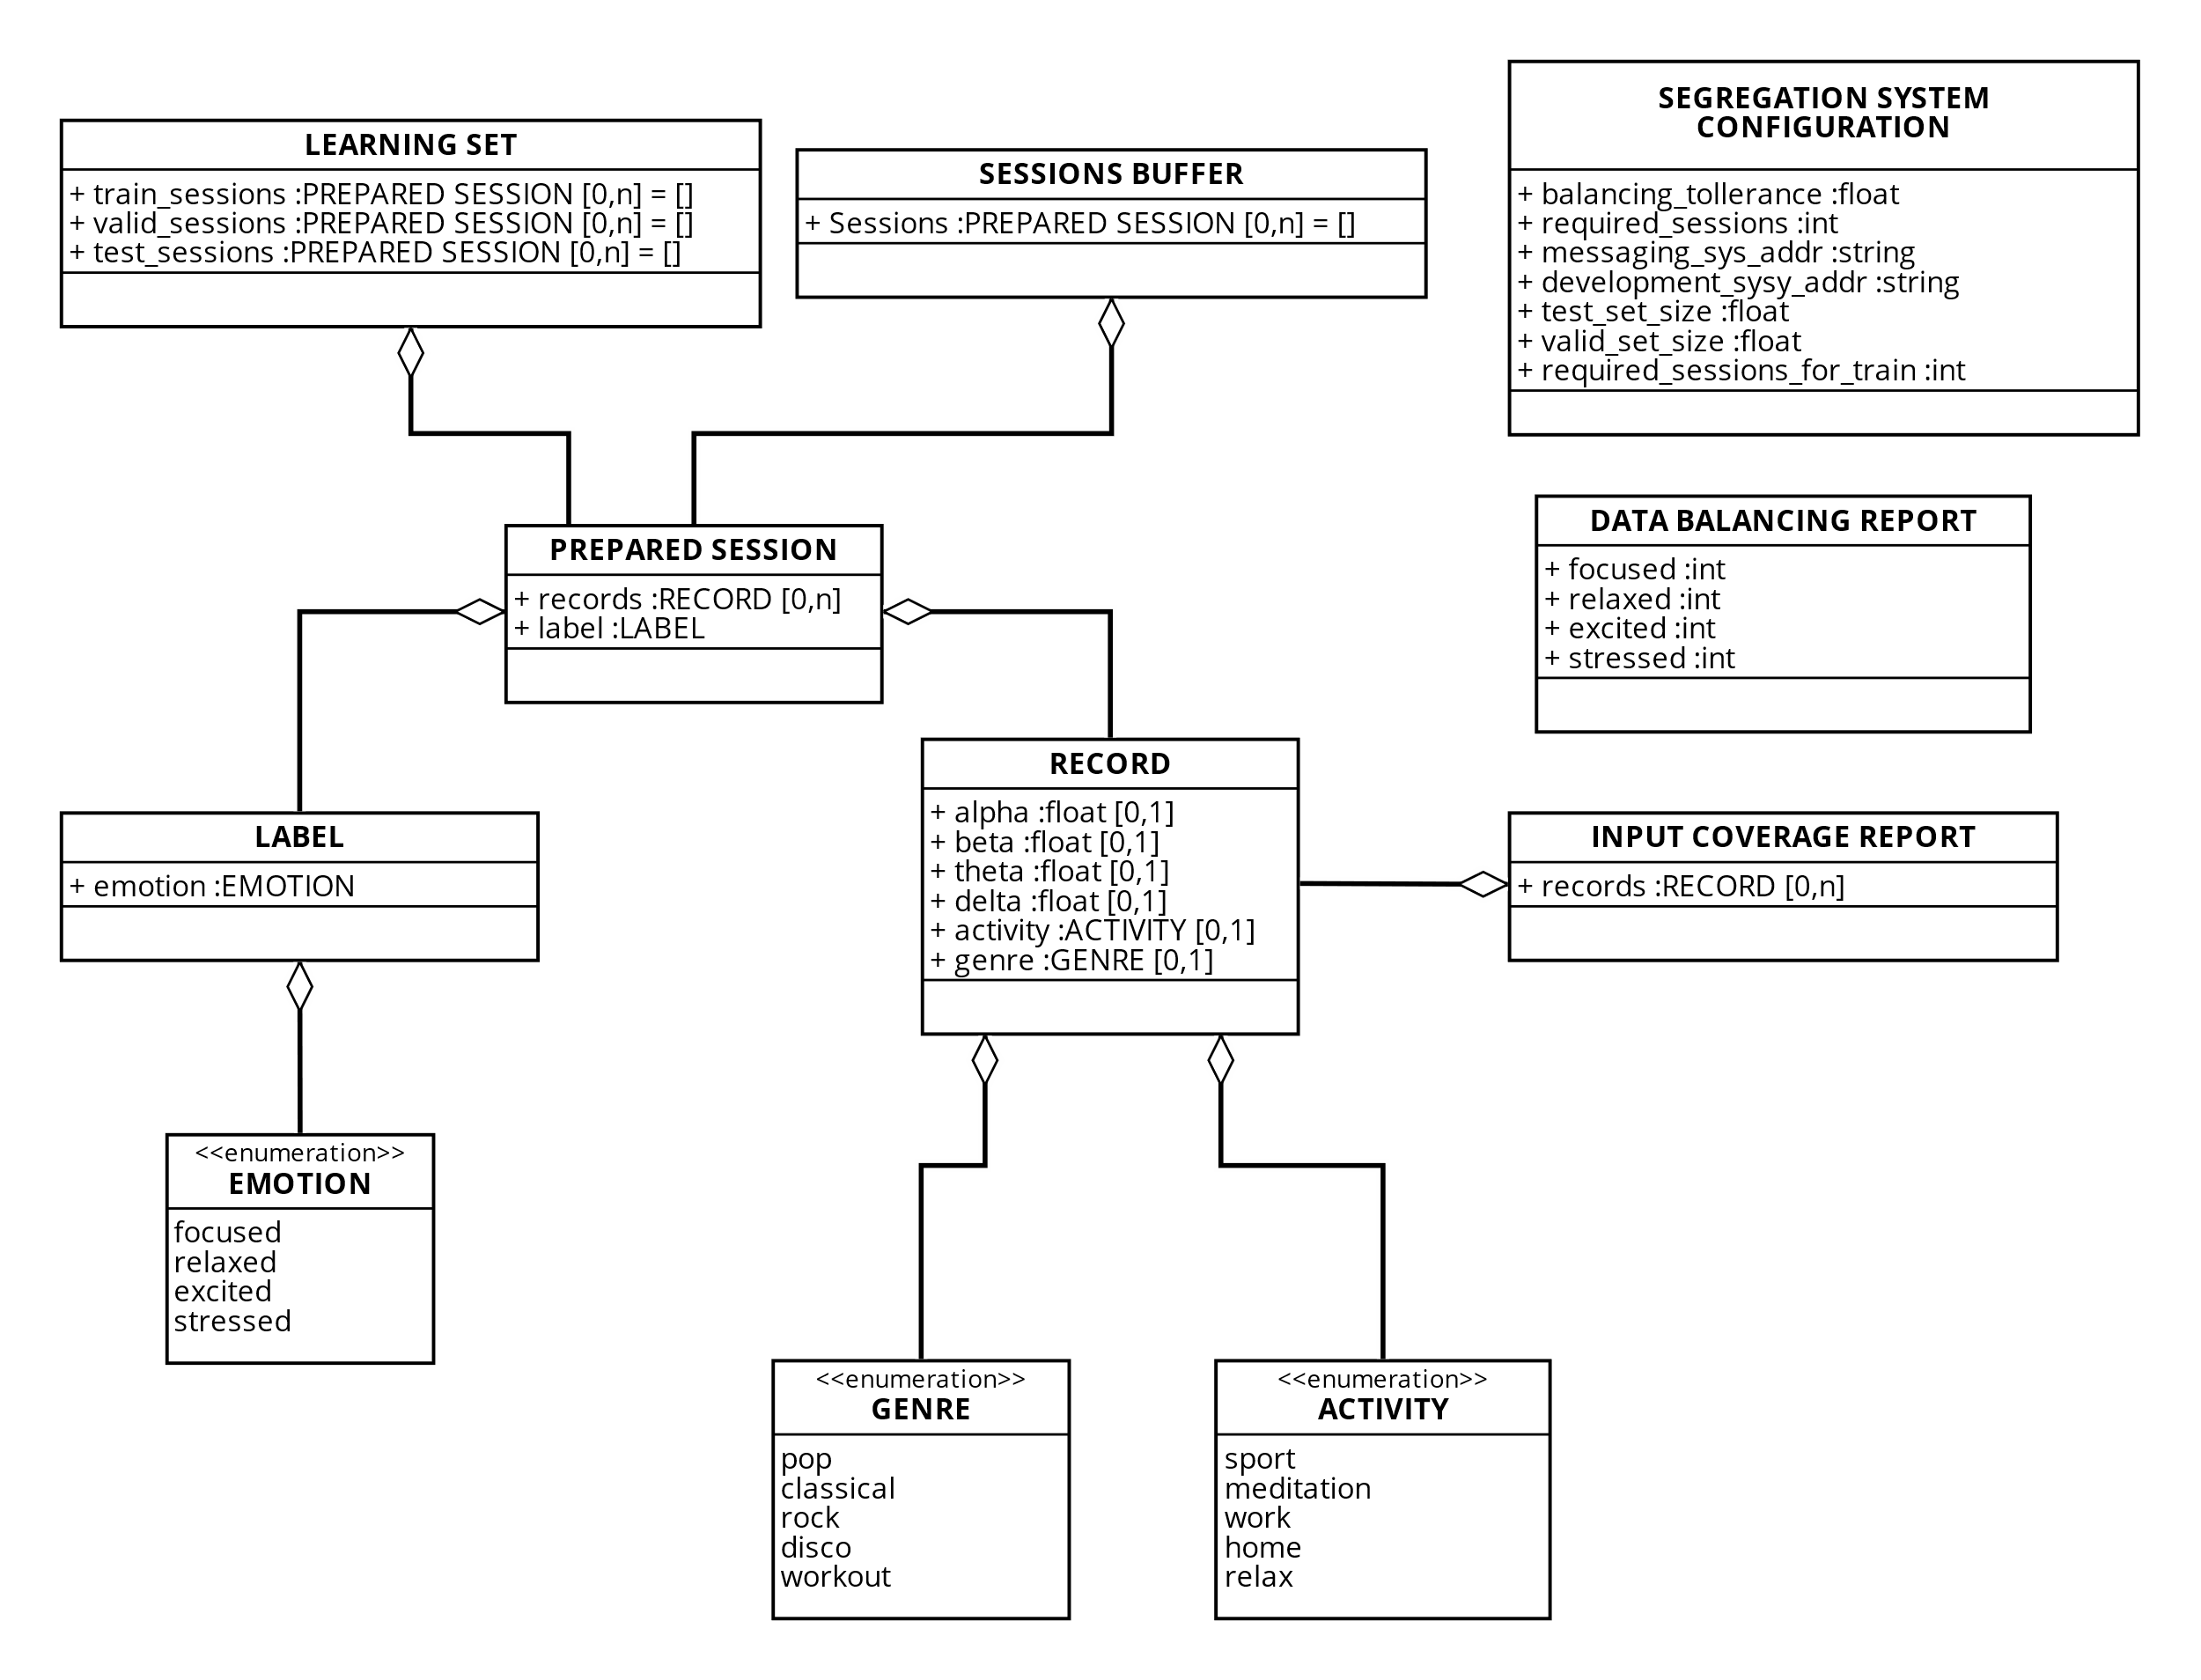 LEARNING SET
+ train_sessions :PREPARED SESSION [0,n] = []
+ valid_sessions :PREPARED SESSION [0,n] = []
+ test_sessions :PREPARED SESSION [0,n] = []
SESSIONS BUFFER
+ Sessions :PREPARED SESSION [0,n] = []
SEGREGATION SYSTEM
CONFIGURATION
+ balancing_tollerance :float
+ required_sessions :int
+ messaging_sys_addr :string
+ development_sysy_addr :string
+ test_set_size :float
+ valid_set_size :float
+ required_sessions_for_train :int
PREPARED SESSION
+ records :RECORD [0,n]
+ label :LABEL
DATA BALANCING REPORT
+ focused :int
+ relaxed :int
+ excited :int
+ stressed :int
LABEL
+ emotion :EMOTION
RECORD
+ alpha :float [0,1]
+ beta :float [0,1]
+ theta :float [0,1]
+ delta :float [0,1]
+ activity :ACTIVITY [0,1]
+ genre :GENRE [0,1]
INPUT COVERAGE REPORT
+ records :RECORD [0,n]
<<enumeration>>
EMOTION
focused
relaxed
excited
stressed
<<enumeration>>
GENRE
pop
classical
rock
disco
workout
<<enumeration>>
ACTIVITY
sport
meditation
work
home
relax